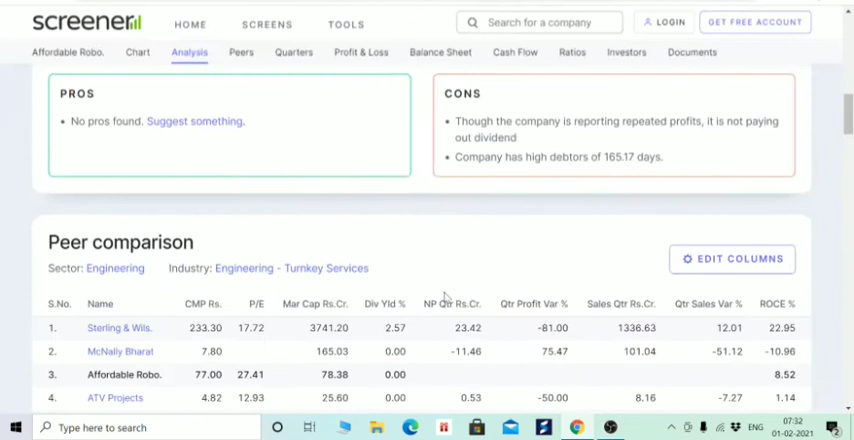 screener
HOME SCREENS TOOLS
Search for a company
LOGIN
GET FREE ACCOUNT
Affordable Robo. Chart Analysis Peers Quarters Profit & Loss Balance Sheet Cash Flow Ratios Investors Documents
PROS
• No pros found. Suggest something.
CONS
• Though the company is reporting repeated profits, it is not paying
out dividend
• Company has high debtors of 165.17 days.
Peer comparison
EDIT COLUMNS
Sector: Engineering Industry: Engineering - Turnkey Services
S.No. Name CMP Rs. P/E Mar Cap Rs.Cr. Div Yld % NP Qtr Rs.Cr. Qtr Profit Var % Sales Qtr Rs.Cr. Qtr Sales Var % ROCE %
1. Sterling & Wils. 233.30 17.72 3741.20 2.57 23.42 -81.00 1336.63 12.01 22.95
2. McNally Bharat 7.80 165.03 0.00 -11.46 75.47 101.04 -51.12 -10.96
3. Affordable Robo. 77.00 27.41 78.38 0.00 8.52
4. ATV Projects 4.82 12.93 25.60 0.00 0.53 -50.00 8.16 -7.27 1.14
Type here to search
ENG
07:32
01-02-2021
2